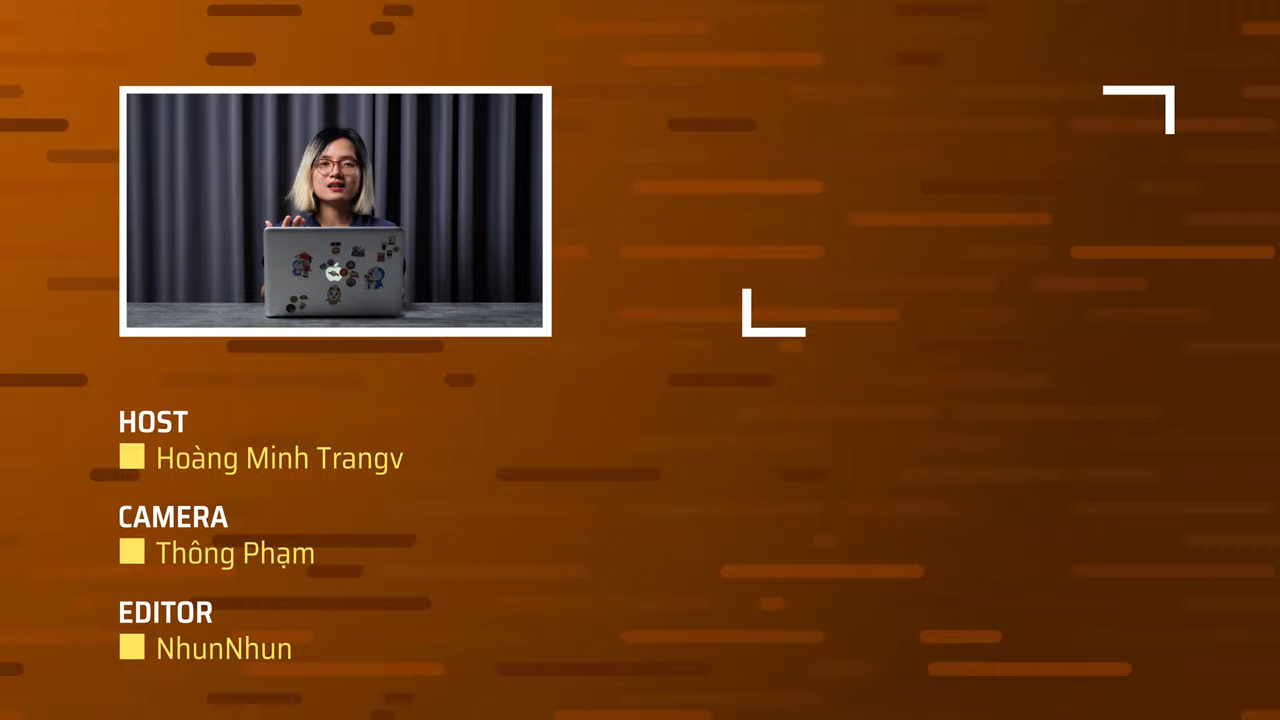 HOST
Hoàng Minh Trangv
CAMERA
Thông Phạm
EDITOR
NhunNhun